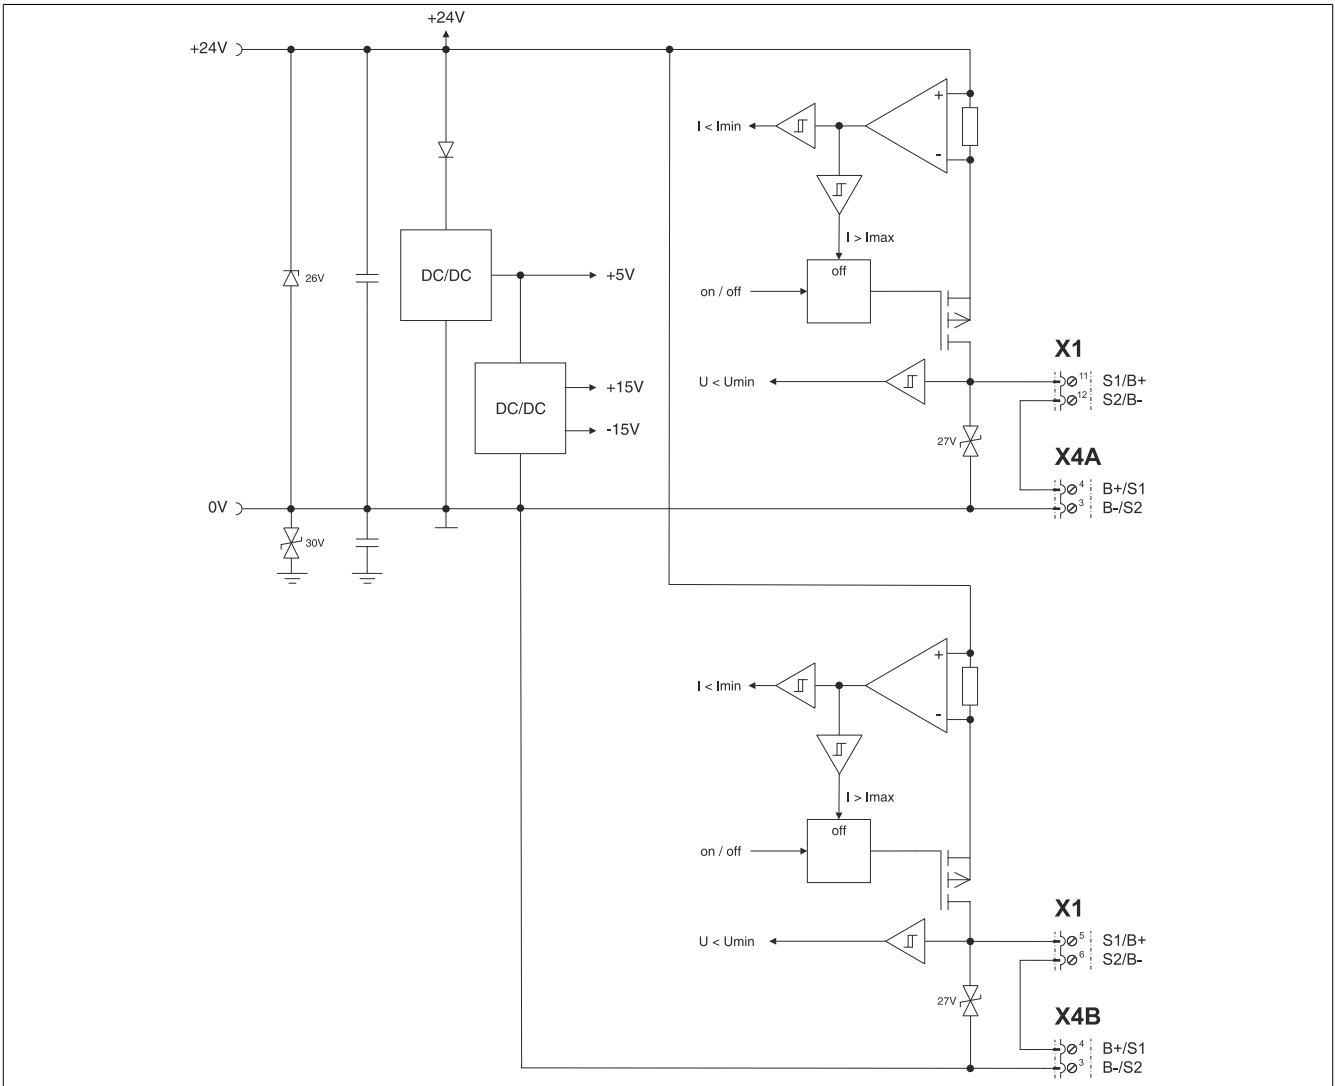 +24V
+24V
+
I < Imin
-
I > Imax
DC/DC
+5V
off
26V
on / off
X1
11 S1/B+
U < Umin
+15V
12 S2/B-
DC/DC
-15V
27V
X4A
4 B+/S1
0V
3 B-/S2
30V
+
I < Imin
-
I > Imax
off
on / off
X1
5 S1/B+
U < Umin
6 S2/B-
27V
X4B
4 B+/S1
3 B-/S2